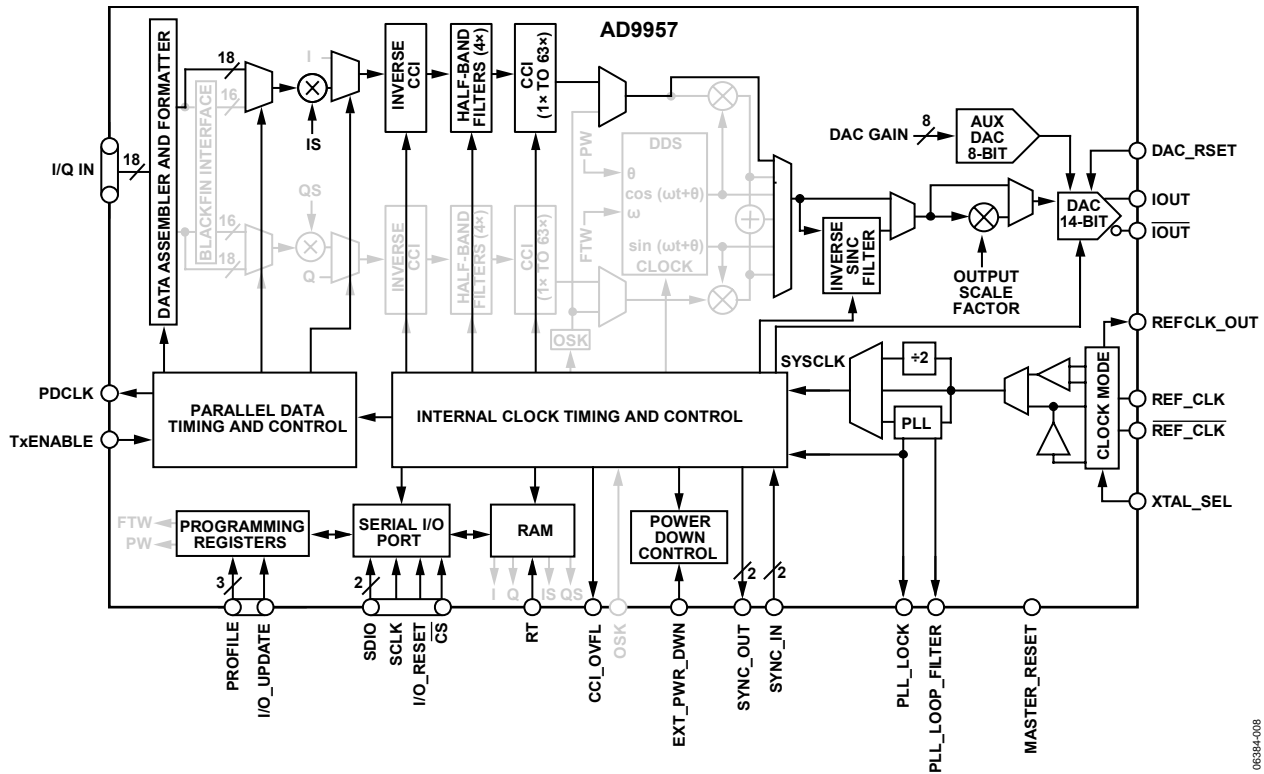 AD9957
I/Q IN
18
DATA ASSEMBLER AND FORMATTER
18
16
BLACKFIN INTERFACE
16
18
I
IS
QS
Q
INVERSE
CCI
HALF-BAND
FILTERS (4×)
CCI
(1× TO 63×)
INVERSE
CCI
HALF-BAND
FILTERS (4×)
CCI
(1× TO 63×)
OSK
PW
FTW
DDS
θ
cos (ωt+θ)
ω
sin (ωt+θ)
CLOCK
INVERSE
SINC
FILTER
OUTPUT
SCALE
FACTOR
DAC GAIN
8
AUX
DAC
8-BIT
DAC
14-BIT
DAC_RSET
IOUT
IOUT
REFCLK_OUT
REF_CLK
REF_CLK
XTAL_SEL
CLOCK MODE
÷2
PLL
SYSCLK
PDCLK
TxENABLE
PARALLEL DATA
TIMING AND CONTROL
INTERNAL CLOCK TIMING AND CONTROL
FTW
PW
PROGRAMMING
REGISTERS
SERIAL I/O
PORT
RAM
POWER
DOWN
CONTROL
I
Q
IS
QS
3
2
2
2
PROFILE
I/O_UPDATE
SDIO
SCLK
I/O_RESET
CS
RT
CCI_OVFL
OSK
EXT_PWR_DWN
SYNC_OUT
SYNC_IN
PLL_LOCK
PLL_LOOP_FILTER
MASTER_RESET
06384-008